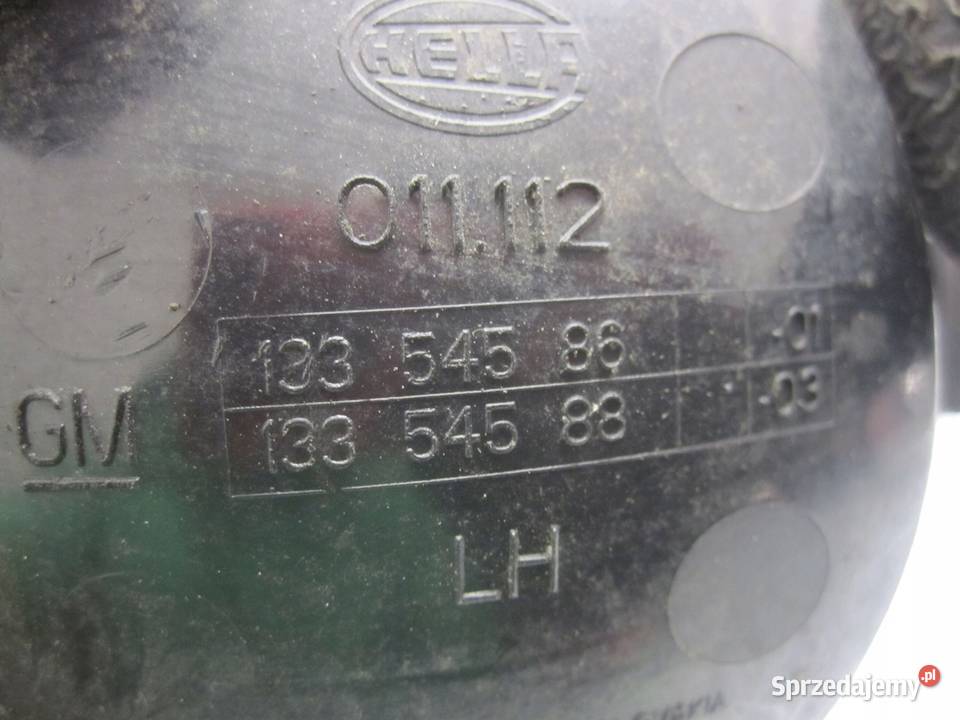 HELLA
011.112
133 545 86 -01
133 545 88 -03
GM
LH
Sprzedajemy.pl